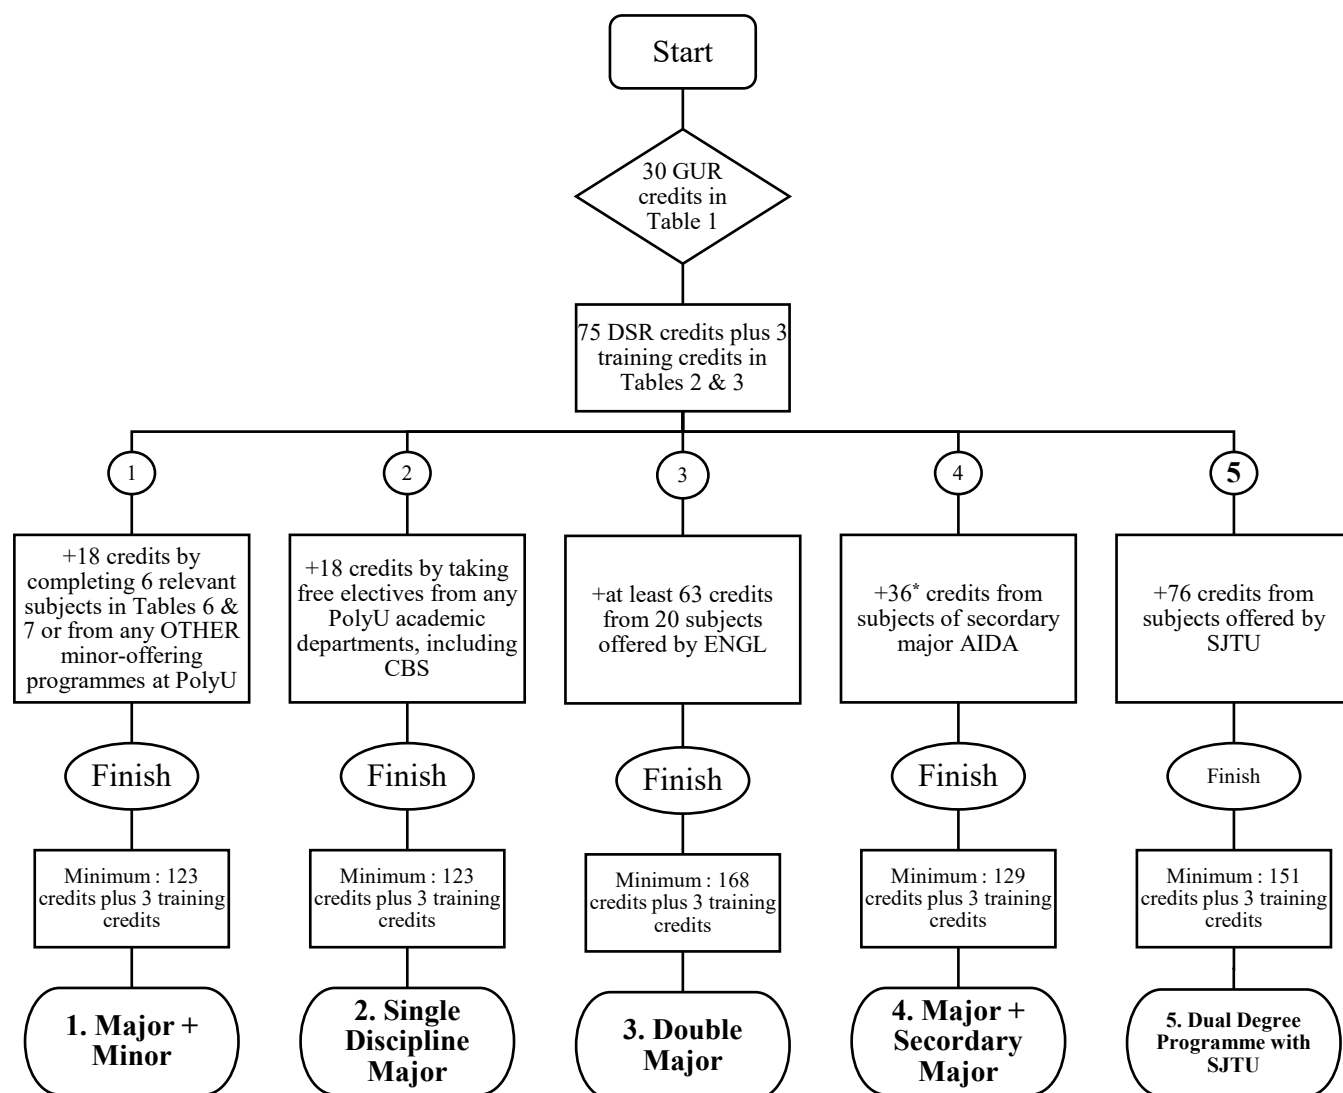 Start
30 GUR
credits in
Table 1
75 DSR credits plus 3
training credits in
Tables 2 & 3
1
2
3
4
5
+18 credits by
completing 6 relevant
subjects in Tables 6 &
7 or from any OTHER
minor-offering
programmes at PolyU
+18 credits by taking
free electives from any
PolyU academic
departments, including
CBS
+at least 63 credits
from 20 subjects
offered by ENGL
+36* credits from
subjects of secordary
major AIDA
+76 credits from
subjects offered by
SJTU
Finish
Finish
Finish
Finish
Finish
Minimum : 123
credits plus 3 training
credits
Minimum : 123
credits plus 3 training
credits
Minimum : 168
credits plus 3 training
credits
Minimum : 129
credits plus 3 training
credits
Minimum : 151
credits plus 3 training
credits
1. Major +
Minor
2. Single
Discipline
Major
3. Double
Major
4. Major +
Secordary
Major
5. Dual Degree
Programme with
SJTU